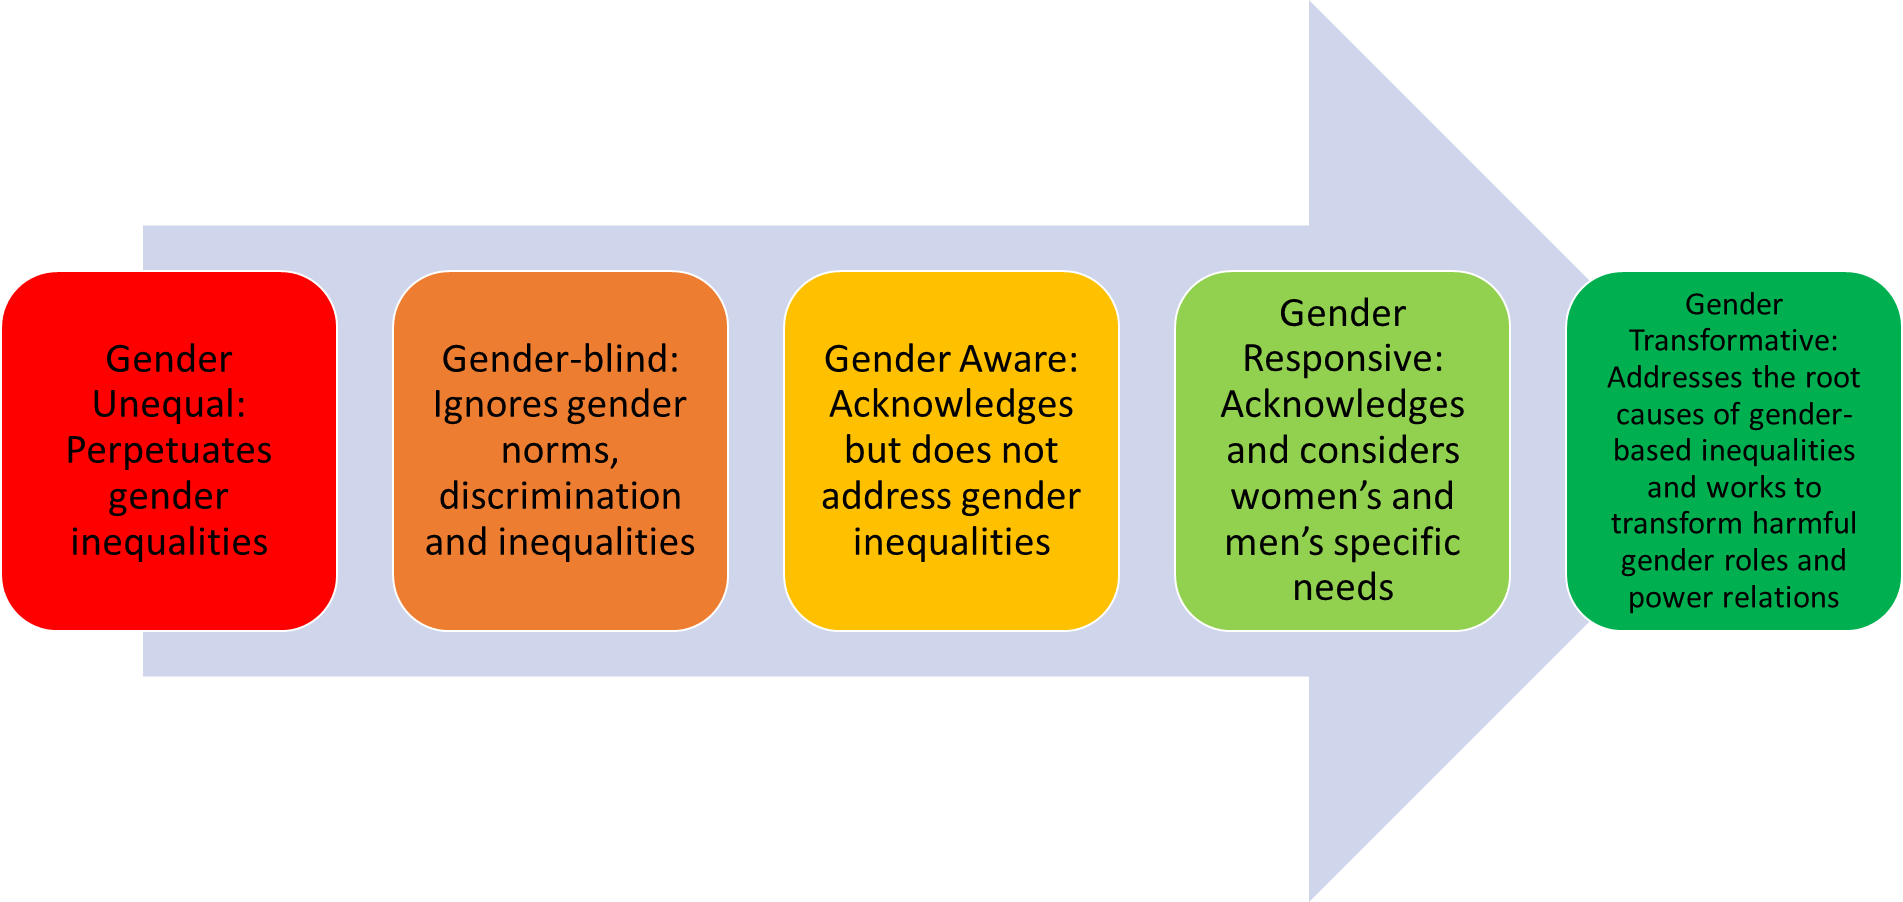 Gender
Unequal:
Perpetuates
gender
inequalities
Gender-blind:
Ignores gender
norms,
discrimination
and inequalities
Gender Aware:
Acknowledges
but does not
address gender
inequalities
Gender
Responsive:
Acknowledges
and considers
women’s and
men’s specific
needs
Gender
Transformative:
Addresses the root
causes of gender-
based inequalities
and works to
transform harmful
gender roles and
power relations